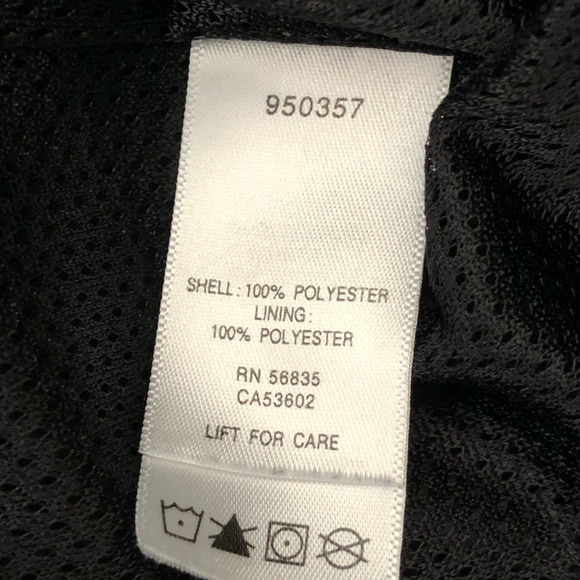 950357
SHELL: 100% POLYESTER
LINING:
100% POLYESTER
RN 56835
CA53602
LIFT FOR CARE